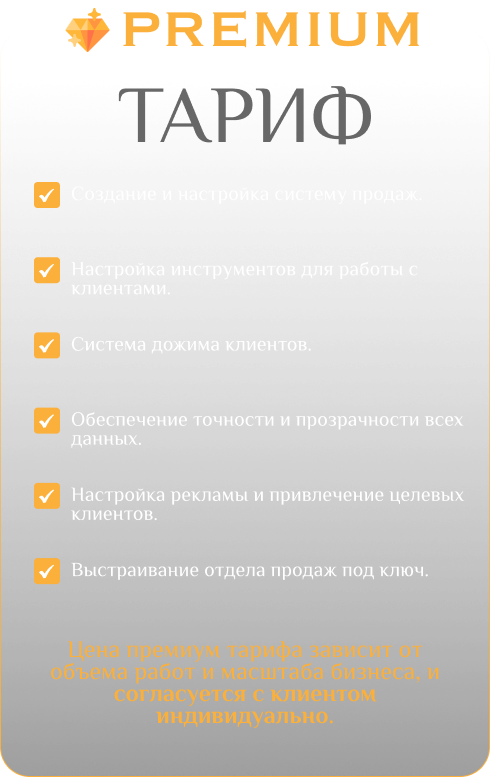 PREMIUM
ТАРИФ
Создание и настройка систему продаж.
Настройка инструментов для работы с
клиентами.
Система дожима клиентов.
Обеспечение точности и прозрачности всех
данных.
Настройка рекламы и привлечение целевых
клиентов.
Выстраивание отдела продаж под ключ.
Цена премиум тарифа зависит от
объема работ и масштаба бизнеса, и
согласуется с клиентом
индивидуально.